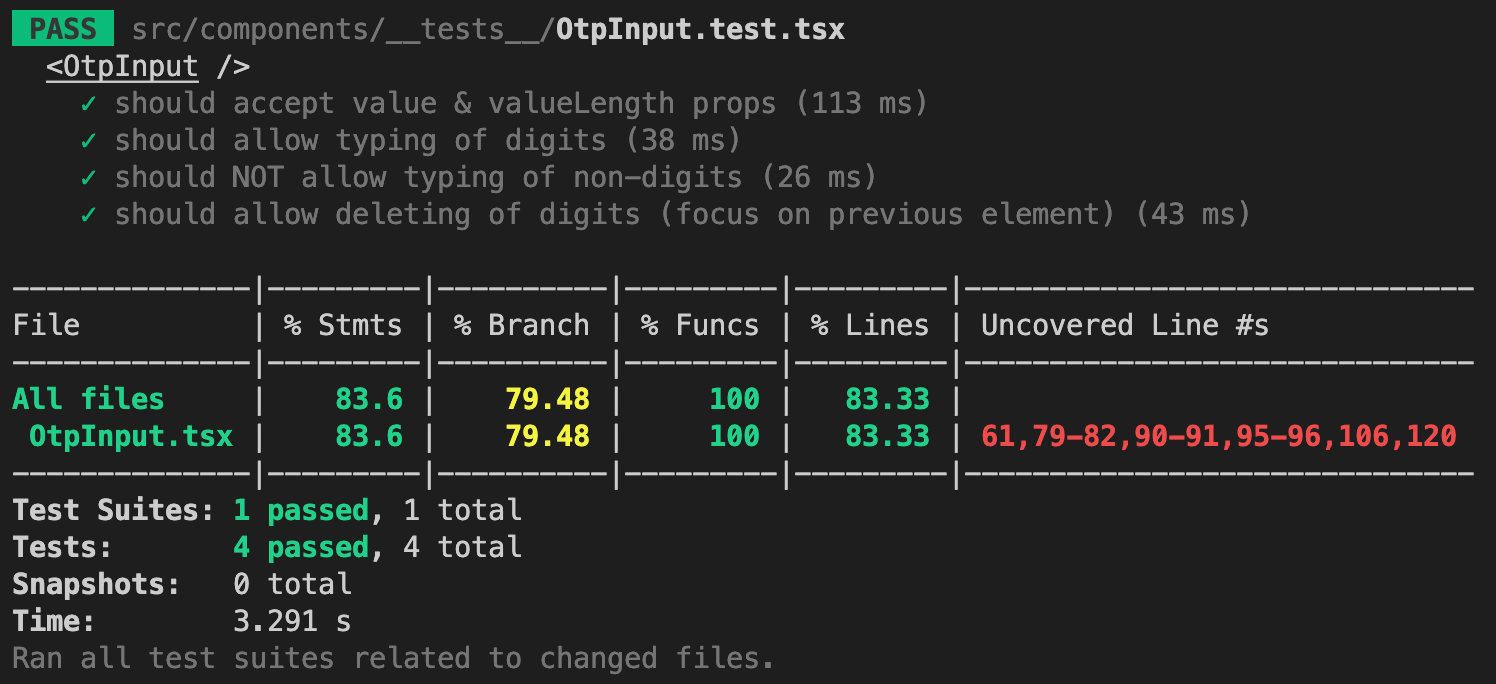 PASS src/components/__tests__/OtpInput.test.tsx
<OtpInput />
✓ should accept value & valueLength props (113 ms)
✓ should allow typing of digits (38 ms)
✓ should NOT allow typing of non-digits (26 ms)
✓ should allow deleting of digits (focus on previous element) (43 ms)
--------------|---------|----------|---------|---------|------------------------------
File | % Stmts | % Branch | % Funcs | % Lines | Uncovered Line #s
--------------|---------|----------|---------|---------|------------------------------
All files | 83.6 | 79.48 | 100 | 83.33 |
OtpInput.tsx | 83.6 | 79.48 | 100 | 83.33 | 61,79-82,90-91,95-96,106,120
--------------|---------|----------|---------|---------|------------------------------
Test Suites: 1 passed, 1 total
Tests: 4 passed, 4 total
Snapshots: 0 total
Time: 3.291 s
Ran all test suites related to changed files.